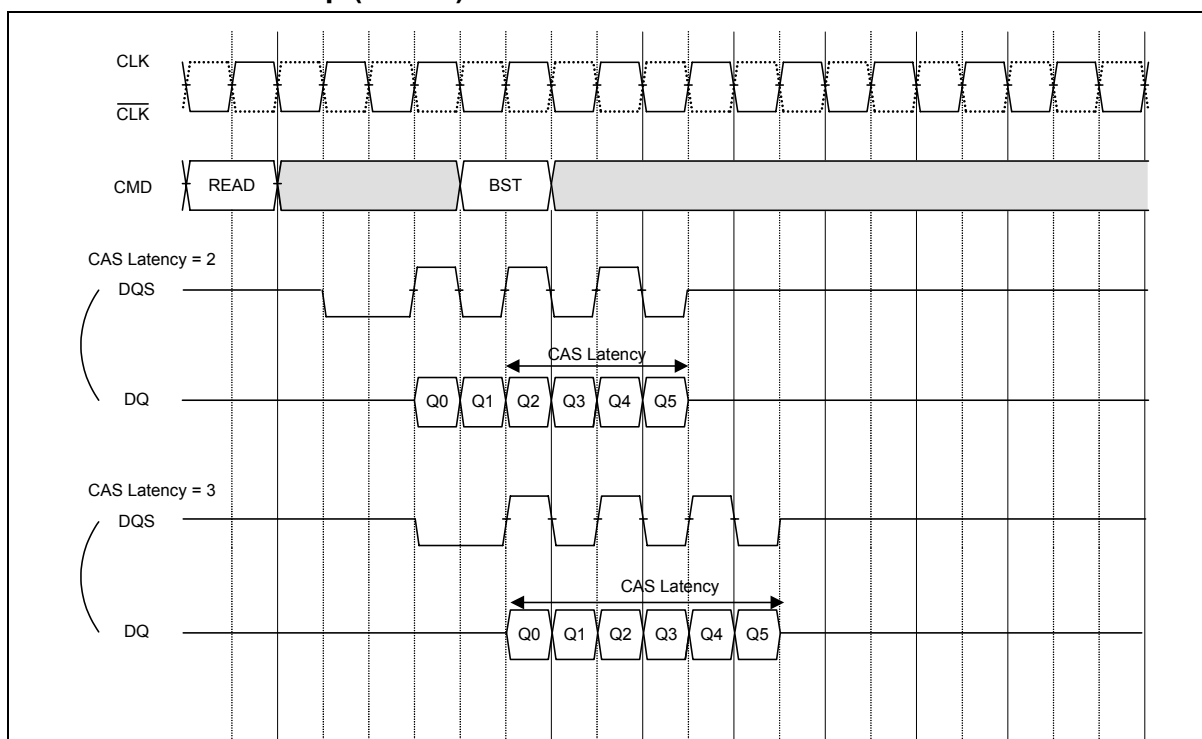 CLK
CLK
CMD READ BST
CAS Latency = 2
DQS
CAS Latency
DQ Q0 Q1 Q2 Q3 Q4 Q5
CAS Latency = 3
DQS
CAS Latency
DQ Q0 Q1 Q2 Q3 Q4 Q5